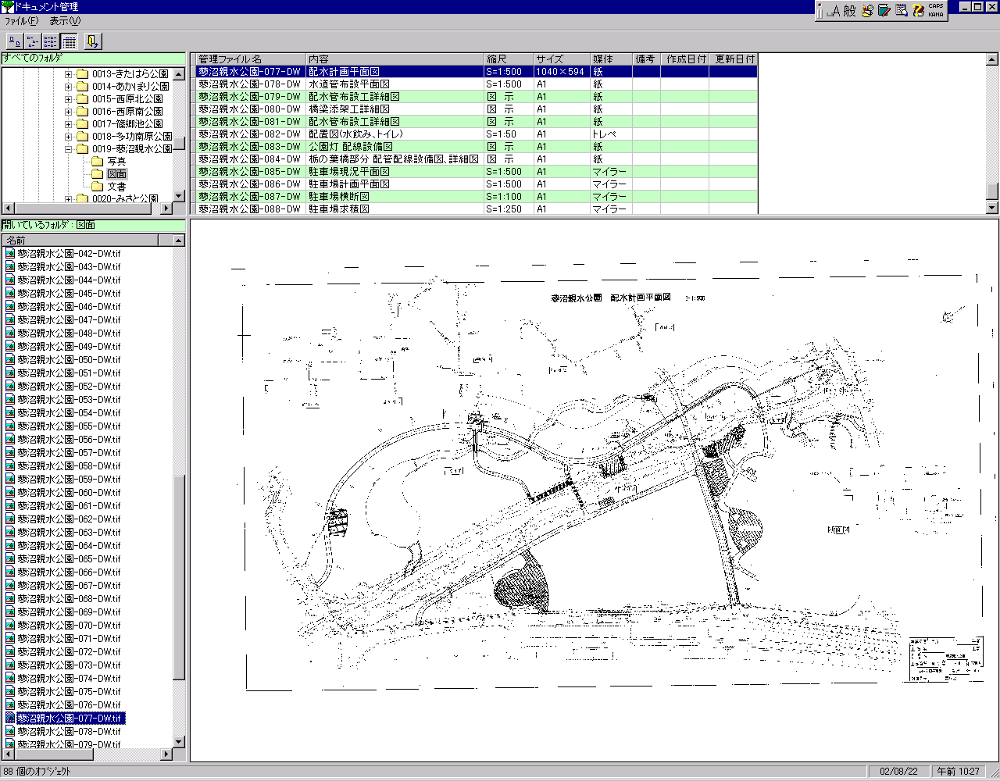 ドキュメント管理
ファイル(F) 表示(V)
A 般
CAPS
KANA
すべてのフォルダ
0013-きたはら公園
0014-あかぼり公園
0015-西原北公園
0016-西原南公園
0017-篠郷池公園
0018-多功南原公園
0019-蓼沼親水公園
写真
図面
文書
0020-みさと公園
管理ファイル名 内容 縮尺 サイズ 媒体 備考 作成日付 更新日付
蓼沼親水公園-077-DW 配水計画平面図 S=1:500 1040×594 紙
蓼沼親水公園-078-DW 水道管布設平面図 S=1:500 A1 紙
蓼沼親水公園-079-DW 配水管布設工詳細図 図 示 A1 紙
蓼沼親水公園-080-DW 橋梁添架工詳細図 図 示 A1 紙
蓼沼親水公園-081-DW 配水管布設工詳細図 図 示 A1 紙
蓼沼親水公園-082-DW 配置図(水飲み、トイレ) S=1:50 A1 トレペ
蓼沼親水公園-083-DW 公園灯 配線設備図 図 示 A1 紙
蓼沼親水公園-084-DW 栃の葉橋部分 配管配線設備図、詳細図 図 示 A1 紙
蓼沼親水公園-085-DW 駐車場現況平面図 S=1:500 A1 マイラー
蓼沼親水公園-086-DW 駐車場計画平面図 S=1:500 A1 マイラー
蓼沼親水公園-087-DW 駐車場横断図 S=1:100 A1 マイラー
蓼沼親水公園-088-DW 駐車場求積図 S=1:250 A1 マイラー
開いているフォルダ: 図面
名前
蓼沼親水公園-042-DW.tif
蓼沼親水公園-043-DW.tif
蓼沼親水公園-044-DW.tif
蓼沼親水公園-045-DW.tif
蓼沼親水公園-046-DW.tif
蓼沼親水公園-047-DW.tif
蓼沼親水公園-048-DW.tif
蓼沼親水公園-049-DW.tif
蓼沼親水公園-050-DW.tif
蓼沼親水公園-051-DW.tif
蓼沼親水公園-052-DW.tif
蓼沼親水公園-053-DW.tif
蓼沼親水公園-054-DW.tif
蓼沼親水公園-055-DW.tif
蓼沼親水公園-056-DW.tif
蓼沼親水公園-057-DW.tif
蓼沼親水公園-058-DW.tif
蓼沼親水公園-059-DW.tif
蓼沼親水公園-060-DW.tif
蓼沼親水公園-061-DW.tif
蓼沼親水公園-062-DW.tif
蓼沼親水公園-063-DW.tif
蓼沼親水公園-064-DW.tif
蓼沼親水公園-065-DW.tif
蓼沼親水公園-066-DW.tif
蓼沼親水公園-067-DW.tif
蓼沼親水公園-068-DW.tif
蓼沼親水公園-069-DW.tif
蓼沼親水公園-070-DW.tif
蓼沼親水公園-071-DW.tif
蓼沼親水公園-072-DW.tif
蓼沼親水公園-073-DW.tif
蓼沼親水公園-074-DW.tif
蓼沼親水公園-075-DW.tif
蓼沼親水公園-076-DW.tif
蓼沼親水公園-077-DW.tif
蓼沼親水公園-078-DW.tif
蓼沼親水公園-079-DW.tif
蓼沼親水公園 配水計画平面図 S=1:500
88 個のオブジェクト
02/08/22 午前 10:27